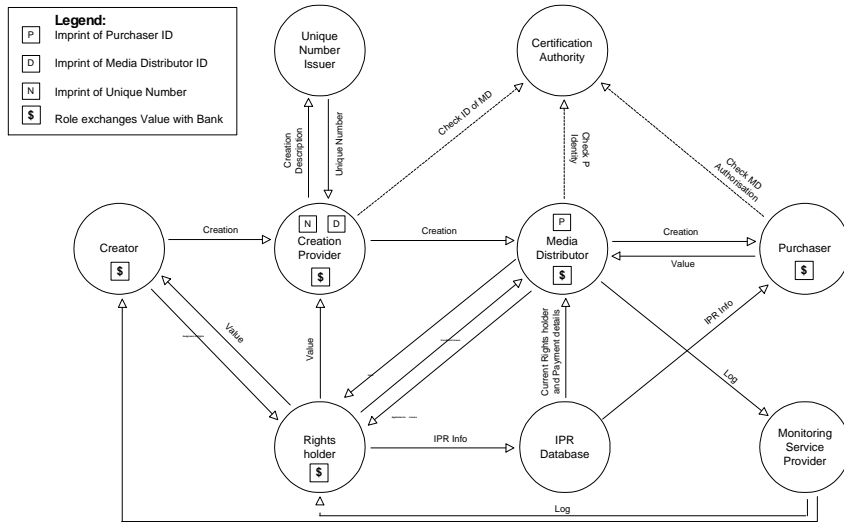 Legend:
P Imprint of Purchaser ID
D Imprint of Media Distributor ID
N Imprint of Unique Number
$ Role exchanges Value with Bank
Unique
Number
Issuer
Certification
Authority
Creation
Description
Unique Number
Check ID of MD
Check P
Identity
Check MD
Authorisation
Creator
$
Creation
N D
Creation
Provider
$
Creation
P
Media
Distributor
$
Creation
Value
Purchaser
$
Value
Value
Current Rights holder
and Payment details
IPR Info
Log
Rights
holder
$
IPR Info
IPR
Database
Monitoring
Service
Provider
Log